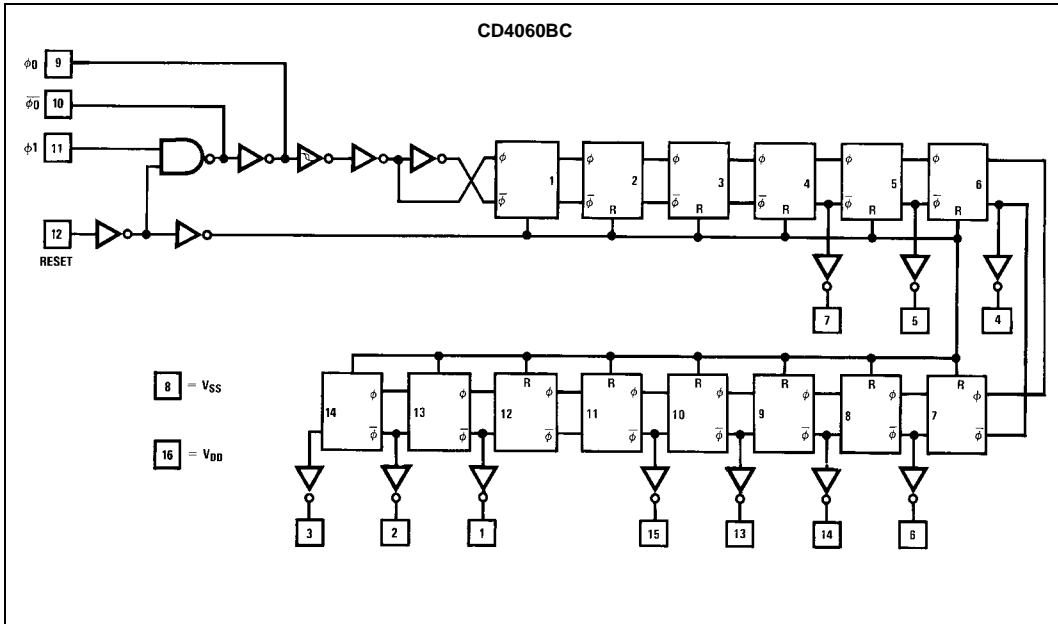 CD4060BC
ϕ0 9
ϕ̅0̅ 10
ϕ1 11
12
RESET
ϕ ϕ̅ 1
ϕ ϕ̅ R 2
ϕ ϕ̅ R 3
ϕ ϕ̅ R 4
ϕ ϕ̅ R 5
ϕ ϕ̅ R 6
7 5 4
8 = VSS
16 = VDD
14 ϕ ϕ̅
13 ϕ ϕ̅
R 12 ϕ ϕ̅
R 11 ϕ ϕ̅
R 10 ϕ ϕ̅
R 9 ϕ ϕ̅
R 8 ϕ ϕ̅
R 7 ϕ ϕ̅
3 2 1 15 13 14 6